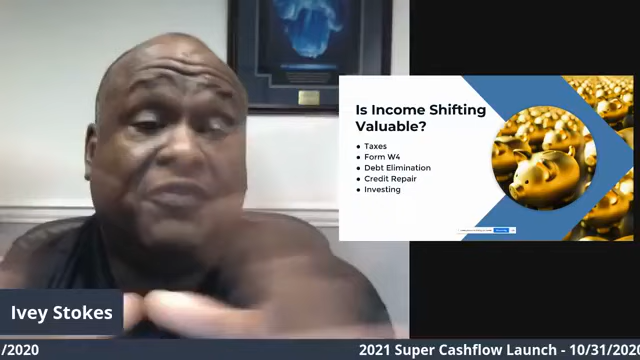 Is Income Shifting
Valuable?
• Taxes
• Form W4
• Debt Elimination
• Credit Repair
• Investing
Ivey Stokes
/2020
2021 Super Cashflow Launch - 10/31/2020